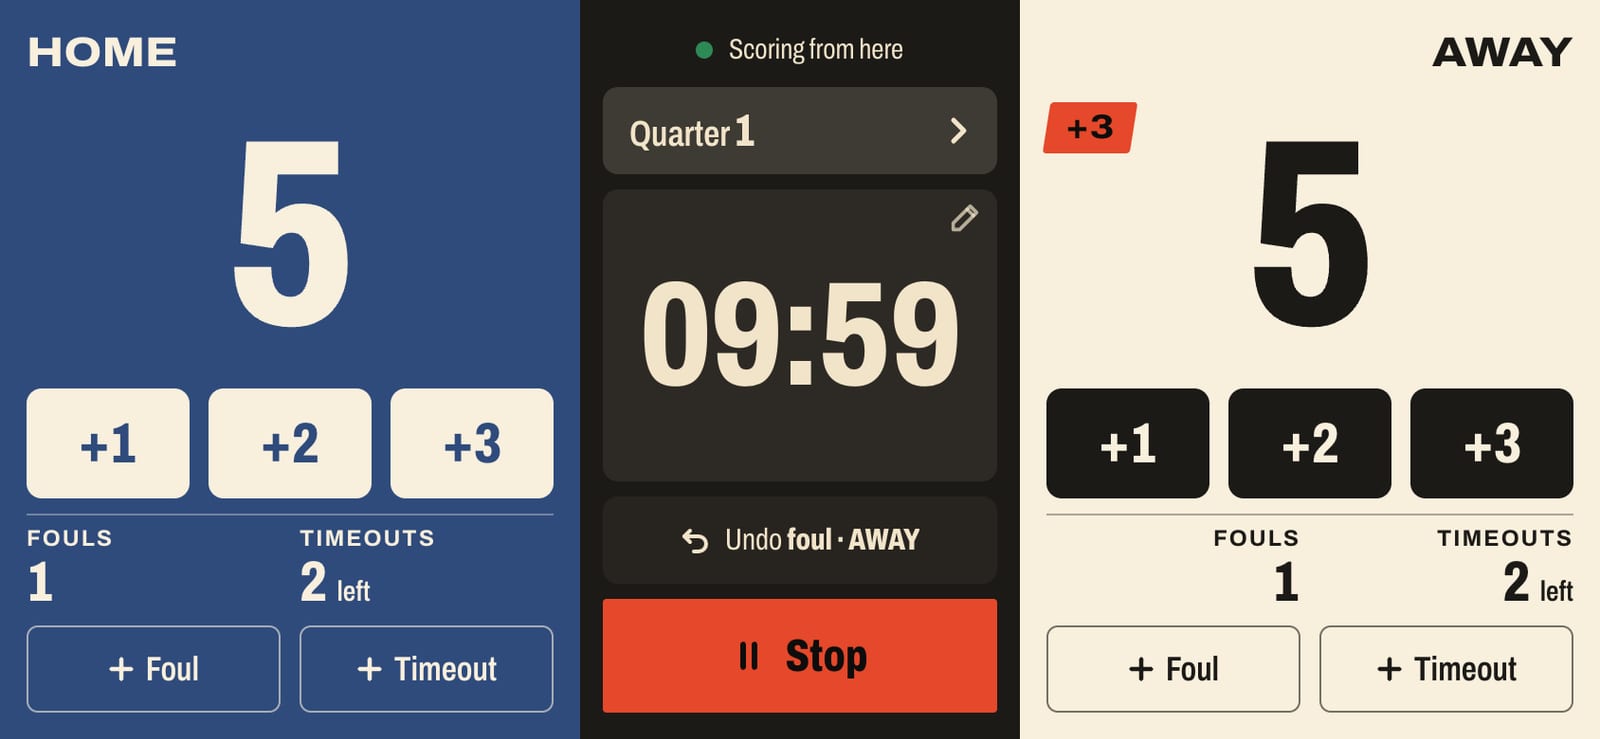 HOME
5
+1
+2
+3
FOULS
1
TIMEOUTS
2 left
+ Foul
+ Timeout
Scoring from here
Quarter 1
09:59
Undo foul · AWAY
Stop
AWAY
+3
5
+1
+2
+3
FOULS
1
TIMEOUTS
2 left
+ Foul
+ Timeout